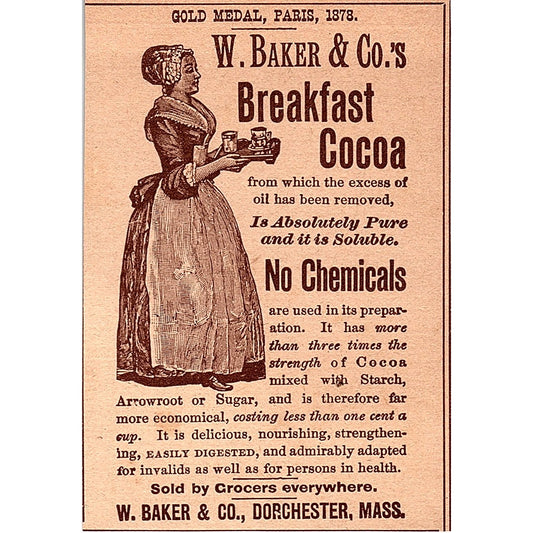 GOLD MEDAL, PARIS, 1878.
W. BAKER & CO.'S
Breakfast
Cocoa
from which the excess of
oil has been removed,
Is Absolutely Pure
and it is Soluble.
No Chemicals
are used in its prepar-
ation. It has more
than three times the
strength of Cocoa
mixed with Starch,
Arrowroot or Sugar, and is therefore far
more economical, costing less than one cent a
cup. It is delicious, nourishing, strengthen-
ing, EASILY DIGESTED, and admirably adapted
for invalids as well as for persons in health.
Sold by Grocers everywhere.
W. BAKER & CO., DORCHESTER, MASS.